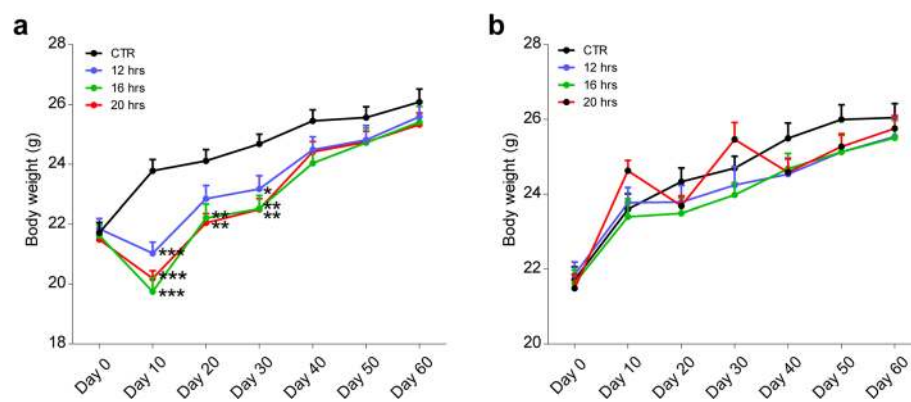 a
28
26
24
22
20
18
Body weight (g)
CTR
12 hrs
16 hrs
20 hrs
***
***
***
**
**
*
**
**
Day 0
Day 10
Day 20
Day 30
Day 40
Day 50
Day 60
b
28
26
24
22
20
Body weight (g)
CTR
12 hrs
16 hrs
20 hrs
Day 0
Day 10
Day 20
Day 30
Day 40
Day 50
Day 60